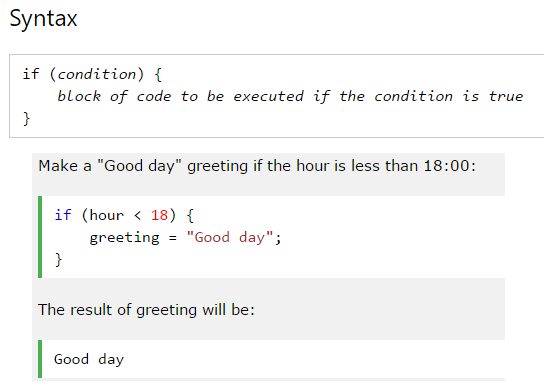 Syntax
if (condition) {
    block of code to be executed if the condition is true
}
Make a "Good day" greeting if the hour is less than 18:00:
if (hour < 18) {
    greeting = "Good day";
}
The result of greeting will be:
Good day